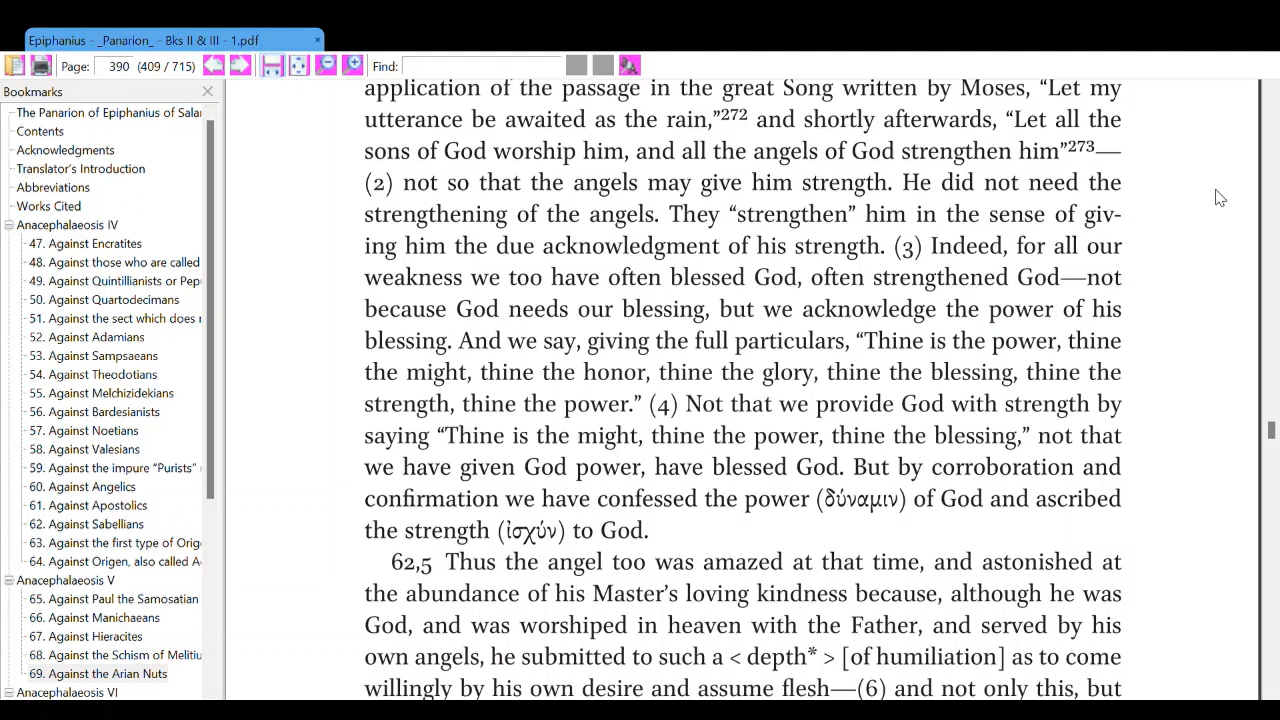 Epiphanius - _Panarion_ - Bks II & III - 1.pdf
Page: 390 (409 / 715) Find:
Bookmarks
The Panarion of Epiphanius of Sala
Contents
Acknowledgments
Translator's Introduction
Abbreviations
Works Cited
Anacephalaeosis IV
47. Against Encratites
48. Against those who are called
49. Against Quintillianists or Pep
50. Against Quartodecimans
51. Against the sect which does r
52. Against Adamians
53. Against Sampsaeans
54. Against Theodotians
55. Against Melchizidekians
56. Against Bardesianists
57. Against Noetians
58. Against Valesians
59. Against the impure “Purists” (
60. Against Angelics
61. Against Apostolics
62. Against Sabellians
63. Against the first type of Orig
64. Against Origen, also called A
Anacephalaeosis V
65. Against Paul the Samosatian
66. Against Manichaeans
67. Against Hieracites
68. Against the Schism of Melitiu
69. Against the Arian Nuts
Anacephalaeosis VI
application of the passage in the great Song written by Moses, “Let my
utterance be awaited as the rain,”272 and shortly afterwards, “Let all the
sons of God worship him, and all the angels of God strengthen him”273—
(2) not so that the angels may give him strength. He did not need the
strengthening of the angels. They “strengthen” him in the sense of giv-
ing him the due acknowledgment of his strength. (3) Indeed, for all our
weakness we too have often blessed God, often strengthened God—not
because God needs our blessing, but we acknowledge the power of his
blessing. And we say, giving the full particulars, “Thine is the power, thine
the might, thine the honor, thine the glory, thine the blessing, thine the
strength, thine the power.” (4) Not that we provide God with strength by
saying “Thine is the might, thine the power, thine the blessing,” not that
we have given God power, have blessed God. But by corroboration and
confirmation we have confessed the power (δύναμιν) of God and ascribed
the strength (ἰσχύν) to God.
62,5 Thus the angel too was amazed at that time, and astonished at
the abundance of his Master’s loving kindness because, although he was
God, and was worshiped in heaven with the Father, and served by his
own angels, he submitted to such a < depth* > [of humiliation] as to come
willingly by his own desire and assume flesh—(6) and not only this, but